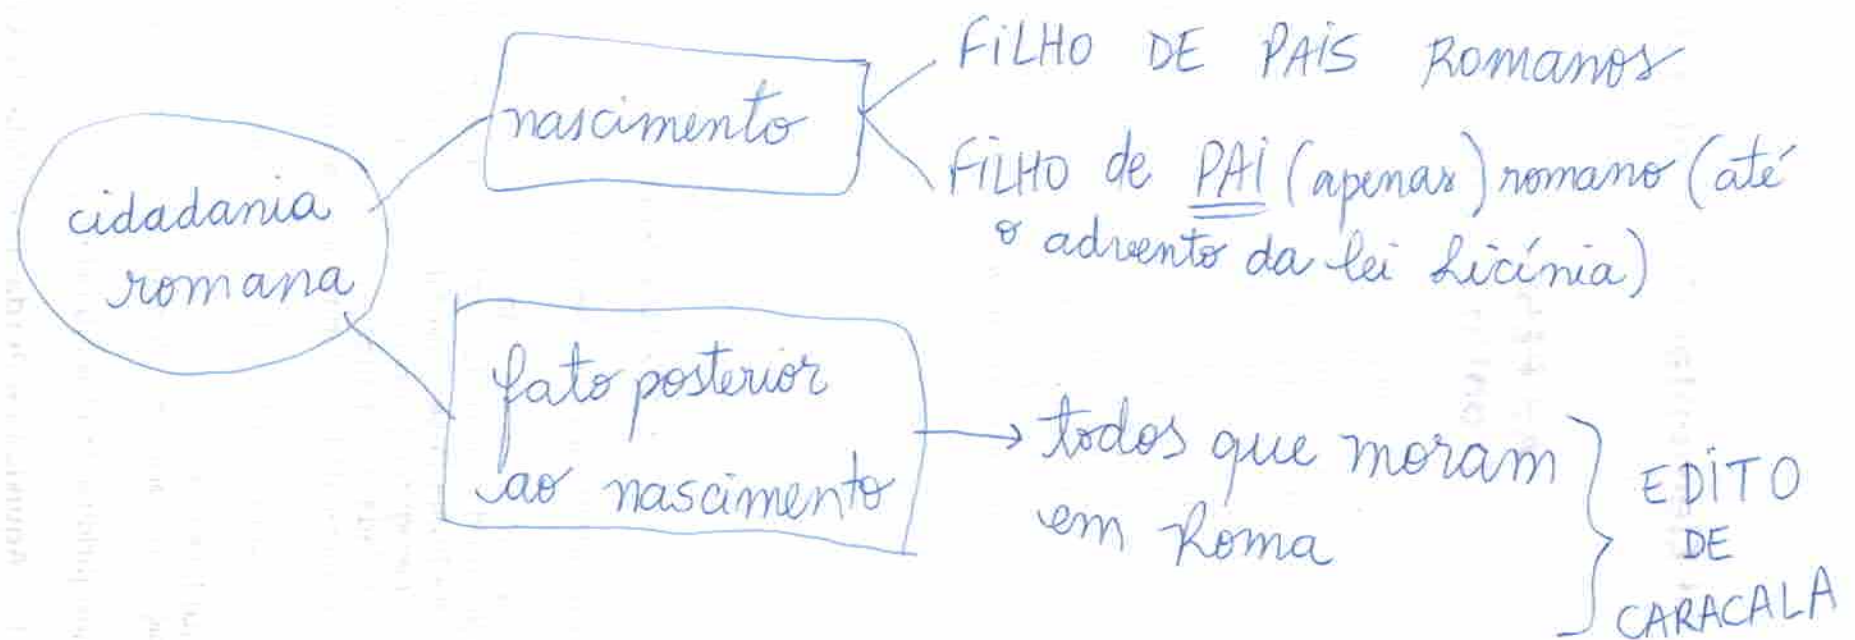 cidadania
romana
nascimento
FILHO DE PAIS ROMANOS
FILHO de PAI (apenas) romano (até
o advento da lei Licínia)
fato posterior
ao nascimento
todos que moram
em Roma
EDITO
DE
CARACALA